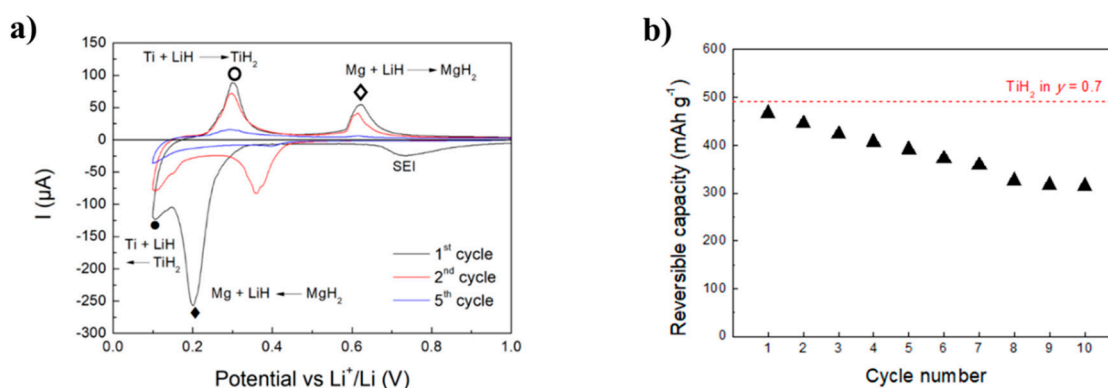 a)
I (µA)
150
100
50
0
-50
-100
-150
-200
-250
-300
Ti + LiH → TiH₂
Mg + LiH → MgH₂
SEI
Ti + LiH
← TiH₂
Mg + LiH ← MgH₂
1ˢᵗ cycle
2ⁿᵈ cycle
5ᵗʰ cycle
0.0 0.2 0.4 0.6 0.8 1.0
Potential vs Li⁺/Li (V)
b)
Reversible capacity (mAh g⁻¹)
600
500
400
300
200
100
0
TiH₂ in y = 0.7
1 2 3 4 5 6 7 8 9 10
Cycle number